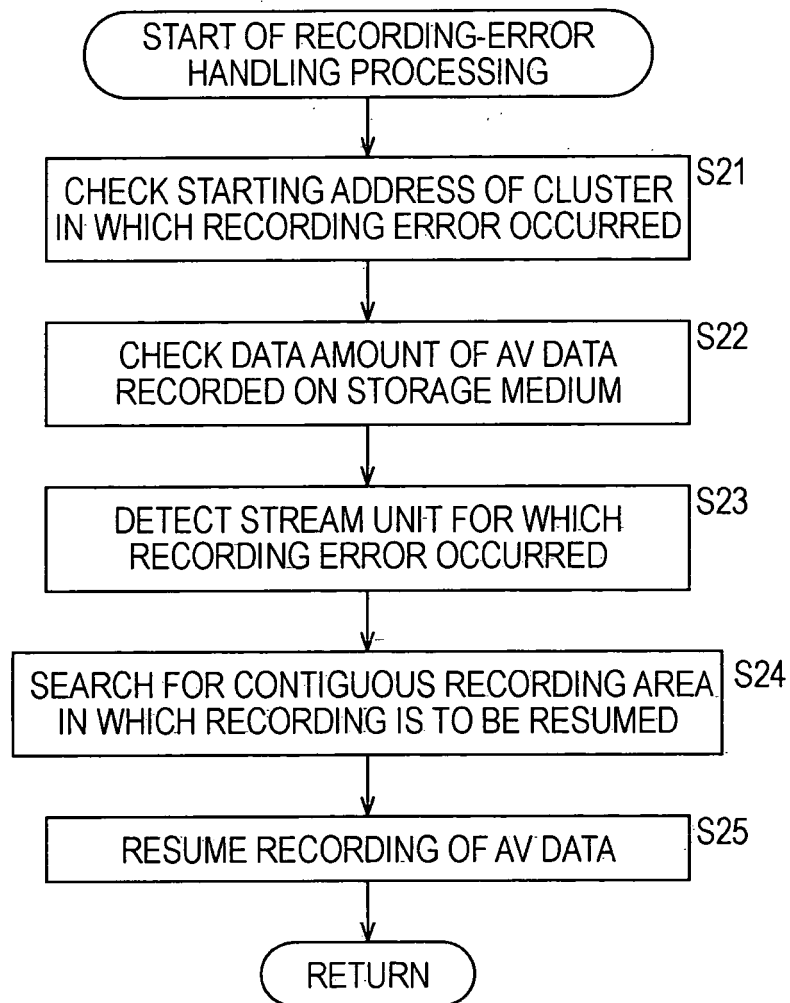 START OF RECORDING-ERROR
HANDLING PROCESSING
S21
CHECK STARTING ADDRESS OF CLUSTER
IN WHICH RECORDING ERROR OCCURRED
S22
CHECK DATA AMOUNT OF AV DATA
RECORDED ON STORAGE MEDIUM
S23
DETECT STREAM UNIT FOR WHICH
RECORDING ERROR OCCURRED
S24
SEARCH FOR CONTIGUOUS RECORDING AREA
IN WHICH RECORDING IS TO BE RESUMED
S25
RESUME RECORDING OF AV DATA
RETURN